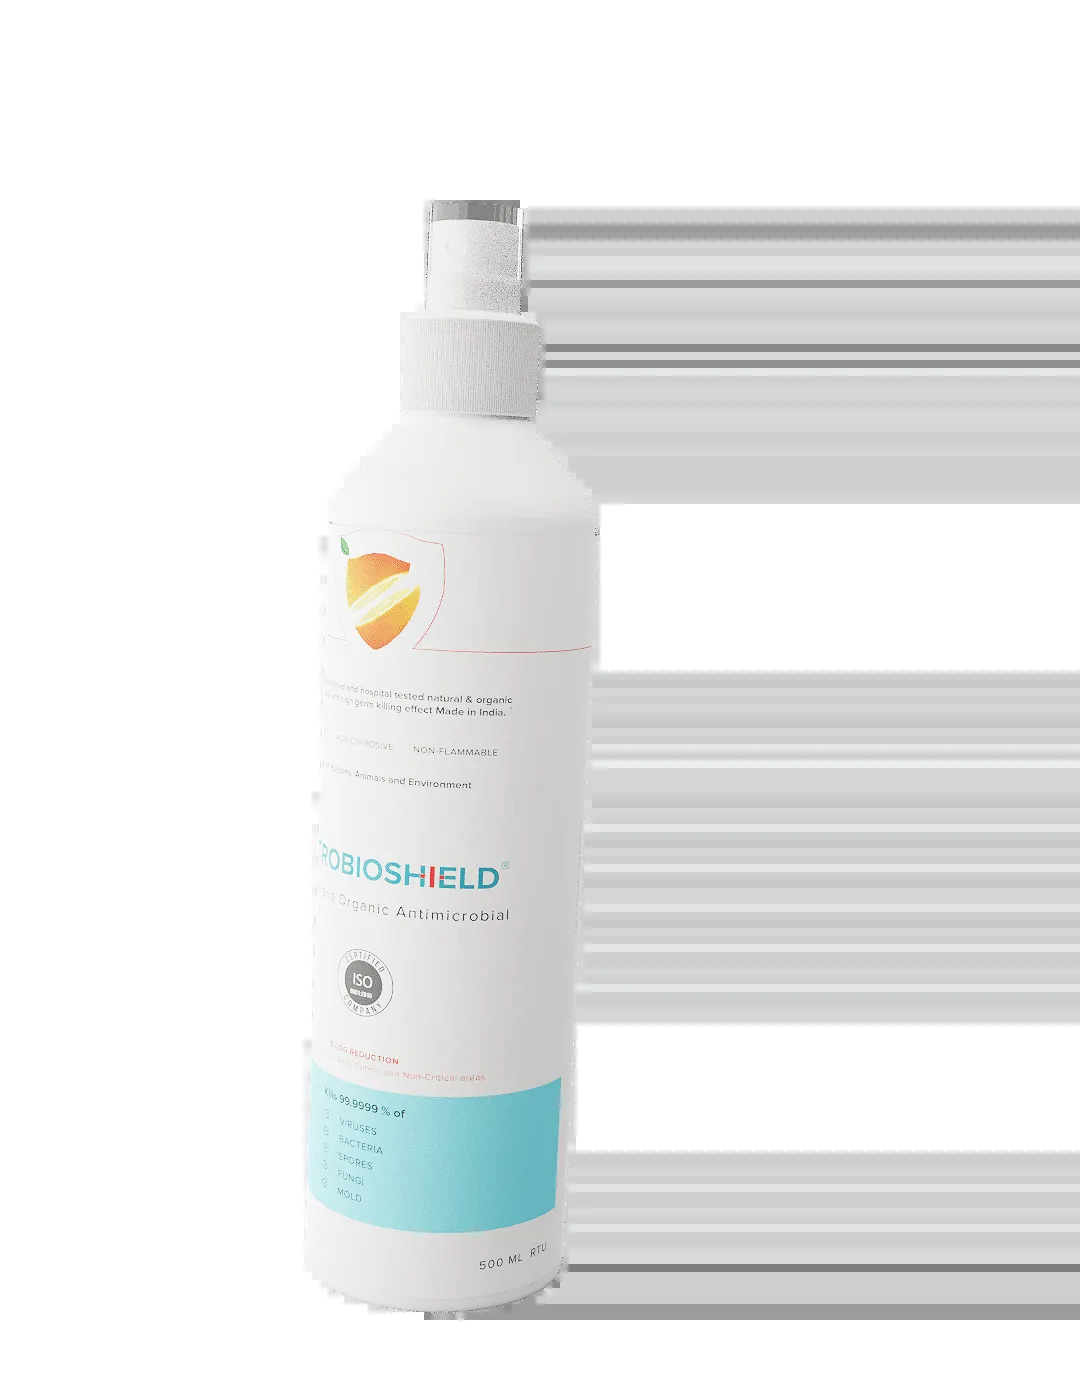 and hospital tested natural & organic
high germ killing effect Made in India.
NON-CORROSIVE NON-FLAMMABLE
Animals and Environment
ROBIOSHIELD®
Organic Antimicrobial
CERTIFIED
ISO
COMPANY
LOG REDUCTION
Critical and Non-Critical areas
Kills 99.9999 % of
VIRUSES
BACTERIA
SPORES
FUNGI
MOLD
500 ML RTU